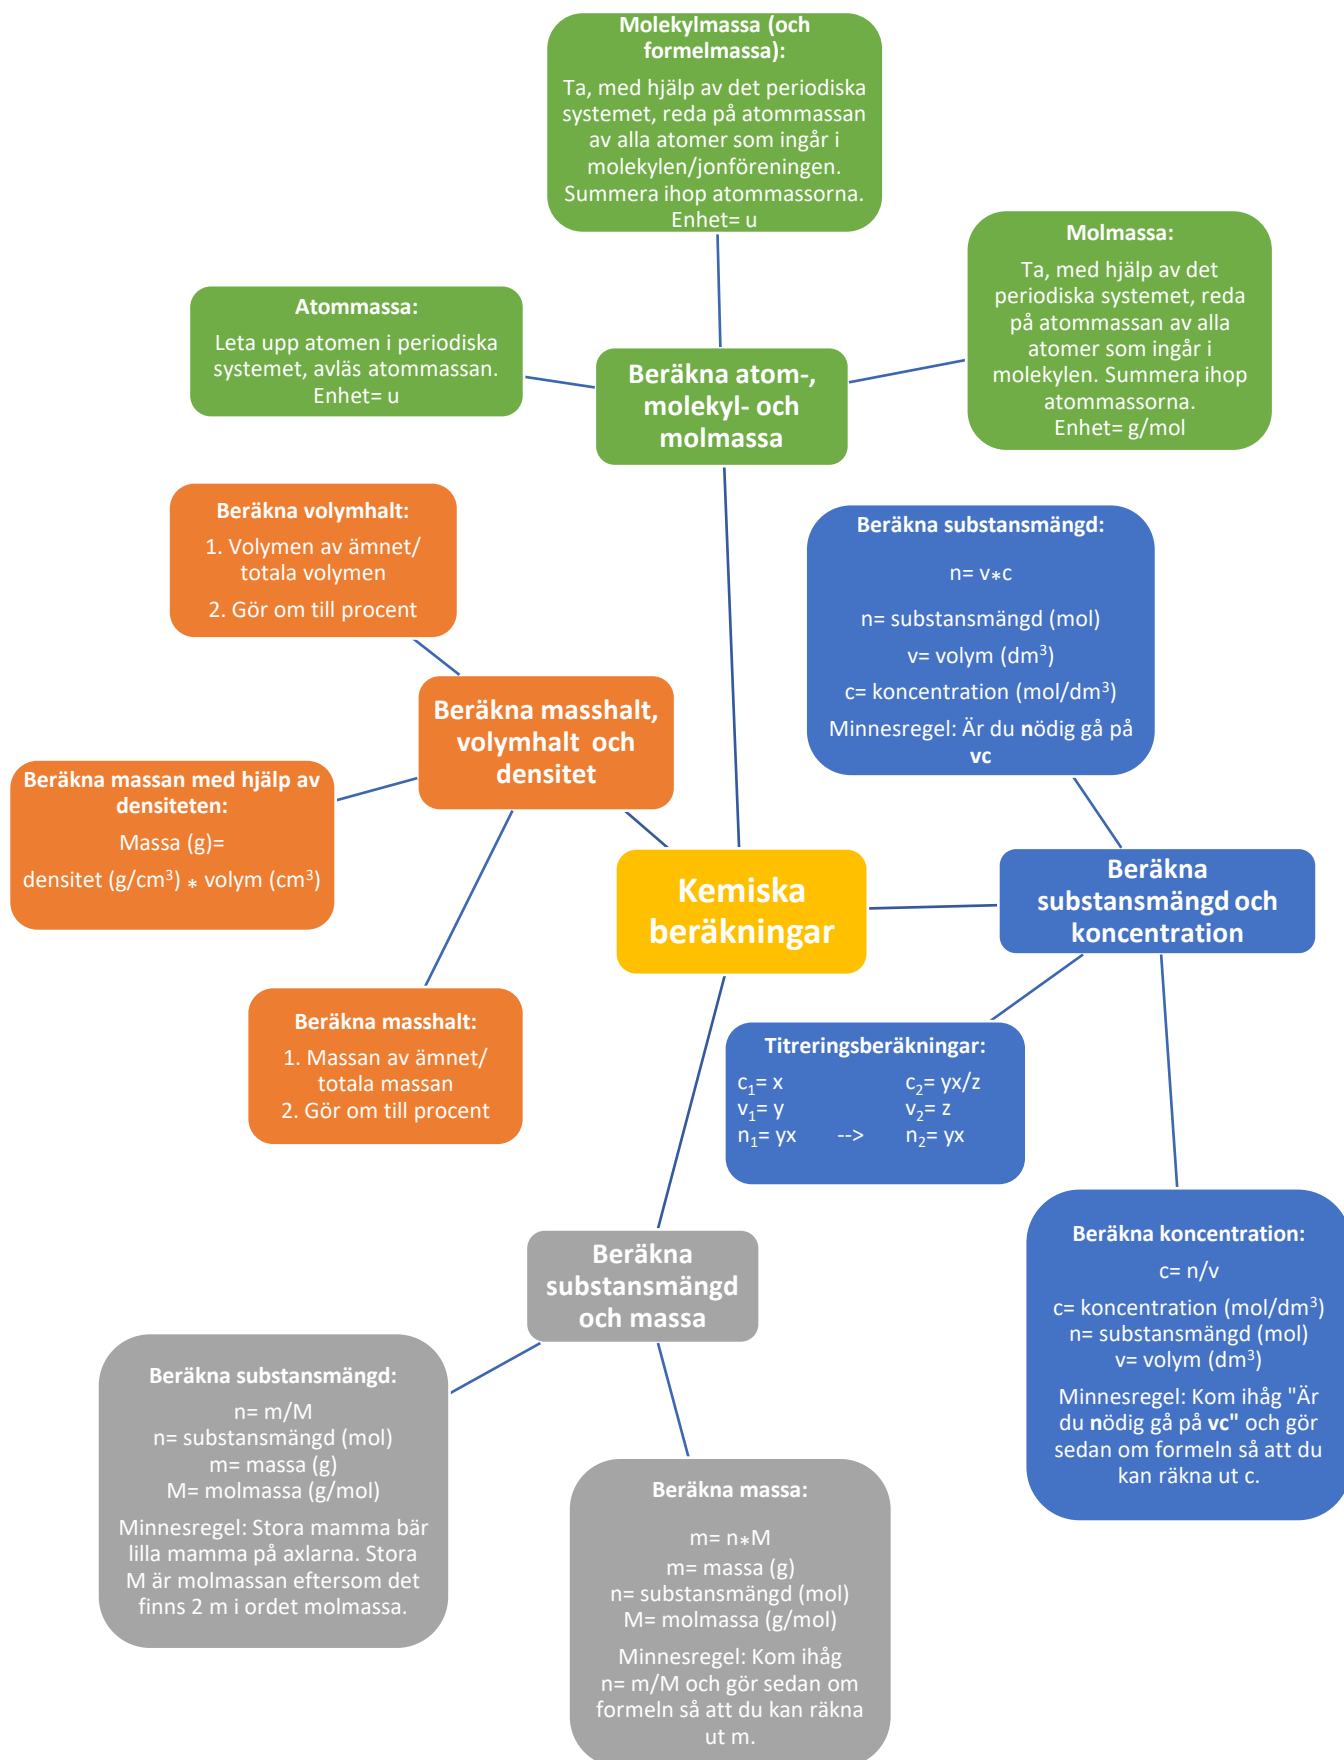 Molekylmassa (och
formelmassa):
Ta, med hjälp av det periodiska
systemet, reda på atommassan
av alla atomer som ingår i
molekylen/jonföreningen.
Summera ihop atommassorna.
Enhet= u
Molmassa:
Ta, med hjälp av det
periodiska systemet, reda
på atommassan av alla
atomer som ingår i
molekylen. Summera ihop
atommassorna.
Enhet= g/mol
Atommassa:
Leta upp atomen i periodiska
systemet, avläs atommassan.
Enhet= u
Beräkna atom-,
molekyl- och
molmassa
Beräkna volymhalt:
1. Volymen av ämnet/
totala volymen
2. Gör om till procent
Beräkna substansmängd:
n= v*c
n= substansmängd (mol)
v= volym (dm³)
c= koncentration (mol/dm³)
Minnesregel: Är du nödig gå på
vc
Beräkna masshalt,
volymhalt och
densitet
Beräkna massan med hjälp av
densiteten:
Massa (g)=
densitet (g/cm³) * volym (cm³)
Kemiska
beräkningar
Beräkna
substansmängd och
koncentration
Beräkna masshalt:
1. Massan av ämnet/
totala massan
2. Gör om till procent
Titreringsberäkningar:
c₁= x c₂= yx/z
v₁= y v₂= z
n₁= yx --> n₂= yx
Beräkna koncentration:
c= n/v
c= koncentration (mol/dm³)
n= substansmängd (mol)
v= volym (dm³)
Minnesregel: Kom ihåg "Är
du nödig gå på vc" och gör
sedan om formeln så att du
kan räkna ut c.
Beräkna
substansmängd
och massa
Beräkna substansmängd:
n= m/M
n= substansmängd (mol)
m= massa (g)
M= molmassa (g/mol)
Minnesregel: Stora mamma bär
lilla mamma på axlarna. Stora
M är molmassan eftersom det
finns 2 m i ordet molmassa.
Beräkna massa:
m= n*M
m= massa (g)
n= substansmängd (mol)
M= molmassa (g/mol)
Minnesregel: Kom ihåg
n= m/M och gör sedan om
formeln så att du kan räkna
ut m.